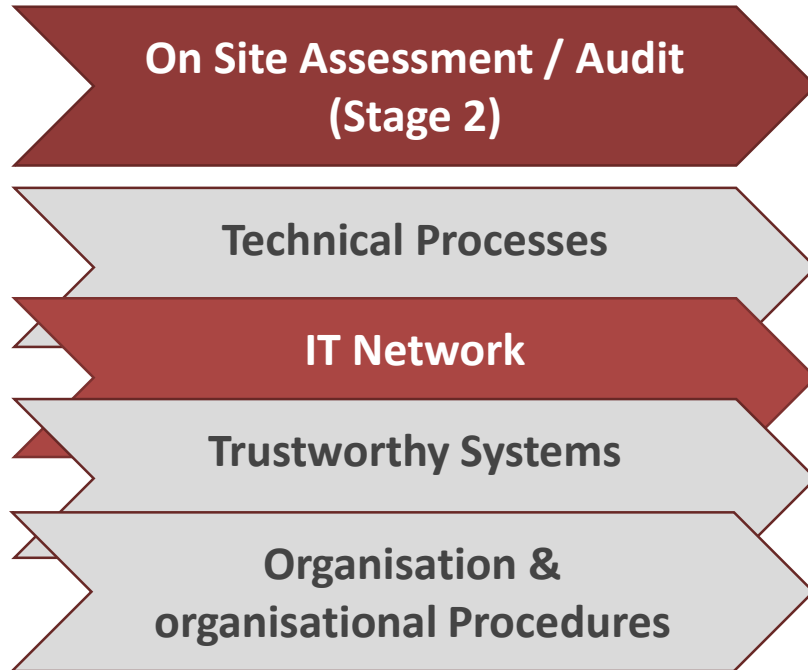 On Site Assessment / Audit
(Stage 2)
Technical Processes
IT Network
Trustworthy Systems
Organisation &
organisational Procedures